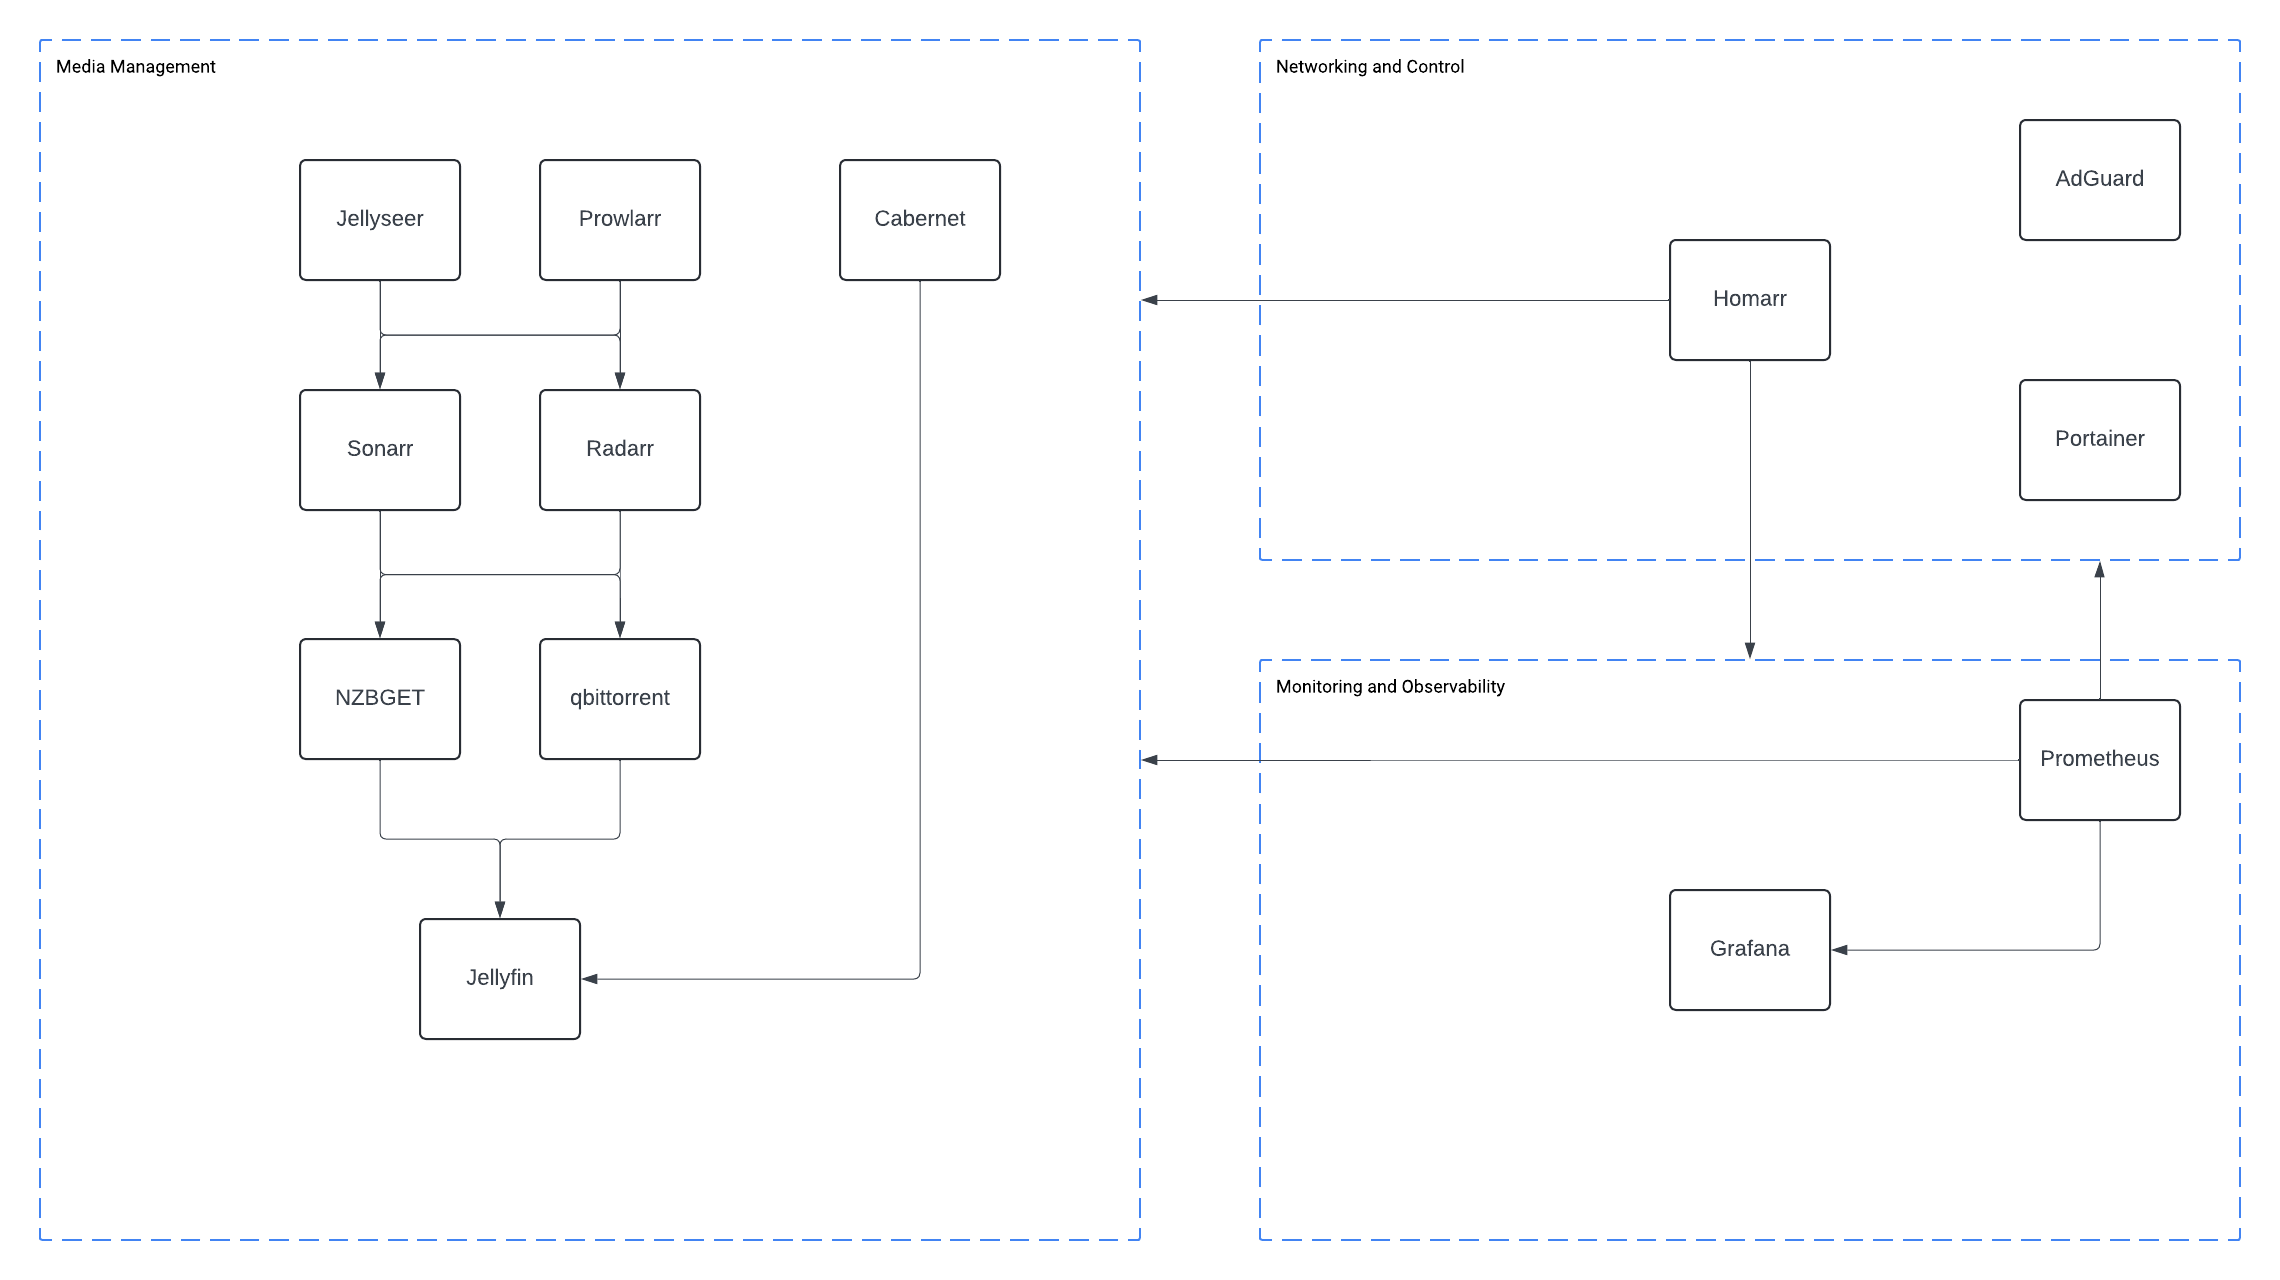 Media Management
Jellyseer
Prowlarr
Cabernet
Sonarr
Radarr
NZBGET
qbittorrent
Jellyfin
Networking and Control
AdGuard
Homarr
Portainer
Monitoring and Observability
Prometheus
Grafana